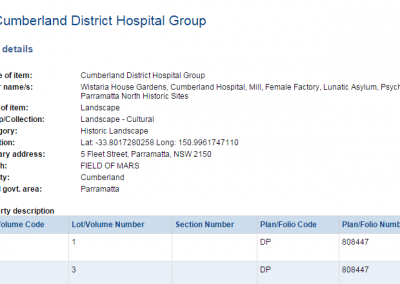 Cumberland District Hospital Group
details
e of item: Cumberland District Hospital Group
r name/s: Wistaria House Gardens, Cumberland Hospital, Mill, Female Factory, Lunatic Asylum, Psych
Parramatta North Historic Sites
of item: Landscape
p/Collection: Landscape - Cultural
gory: Historic Landscape
tion: Lat: -33.8017280258 Long: 150.9961747110
ary address: 5 Fleet Street, Parramatta, NSW 2150
h: FIELD OF MARS
ty: Cumberland
l govt. area: Parramatta
rty description
olume Code Lot/Volume Number Section Number Plan/Folio Code Plan/Folio Numb
1 DP 808447
3 DP 808447